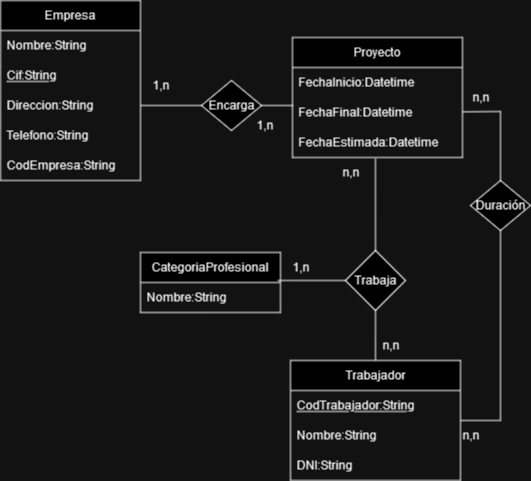 Empresa
Nombre:String
Cif:String
Direccion:String
Telefono:String
CodEmpresa:String
1,n
Encarga
1,n
Proyecto
FechaInicio:Datetime
FechaFinal:Datetime
FechaEstimada:Datetime
n,n
n,n
Duración
CategoriaProfesional
Nombre:String
1,n
Trabaja
n,n
Trabajador
CodTrabajador:String
Nombre:String
DNI:String
n,n